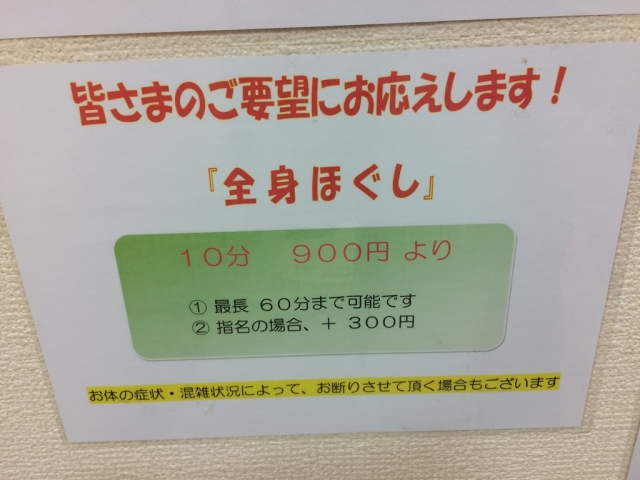 皆さまのご要望にお応えします！
『全身ほぐし』
１０分　９００円 より
① 最長 ６０分まで可能です
② 指名の場合、＋ ３００円
お体の症状・混雑状況によって、お断りさせて頂く場合もございます